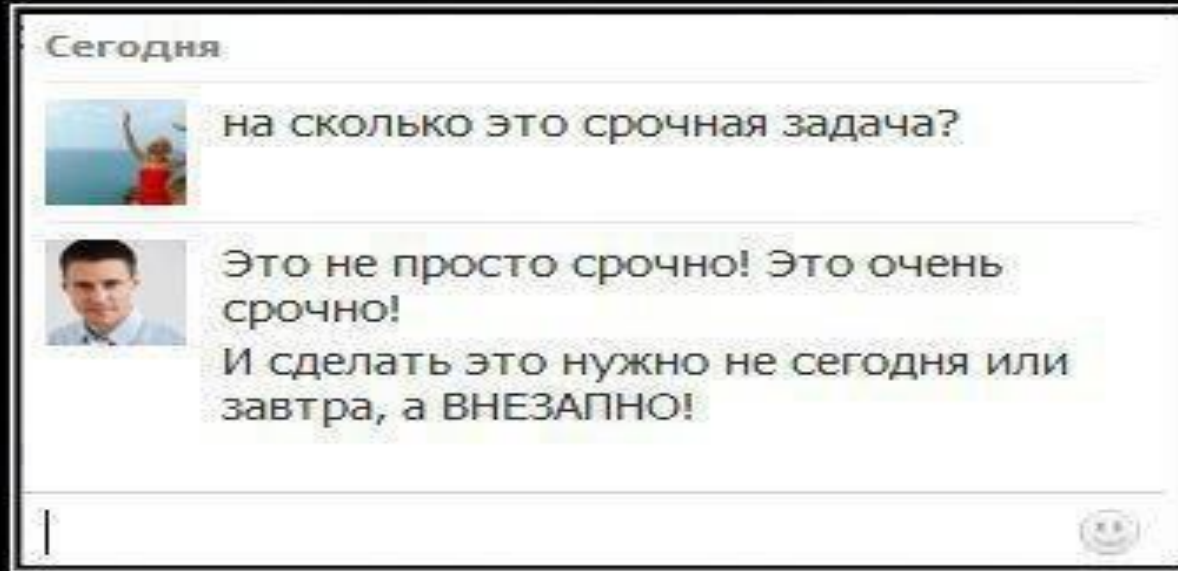 Сегодня
на сколько это срочная задача?
Это не просто срочно! Это очень
срочно!
И сделать это нужно не сегодня или
завтра, а ВНЕЗАПНО!